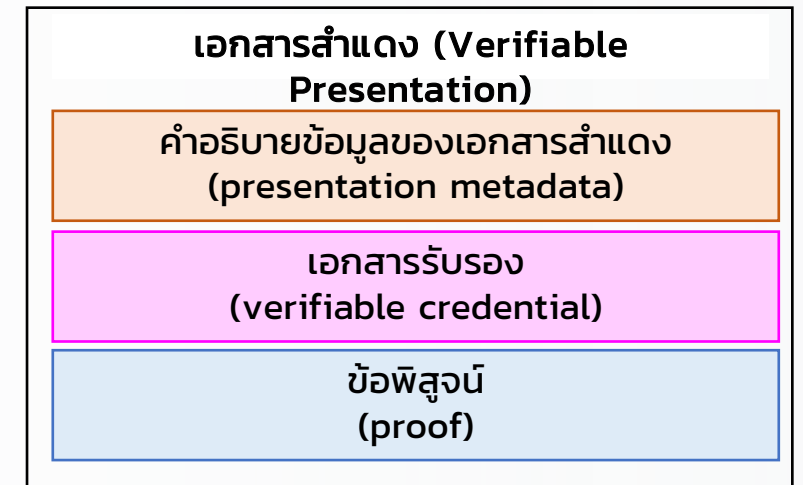 เอกสารสำแดง (Verifiable
Presentation)
คำอธิบายข้อมูลของเอกสารสำแดง
(presentation metadata)
เอกสารรับรอง
(verifiable credential)
ข้อพิสูจน์
(proof)